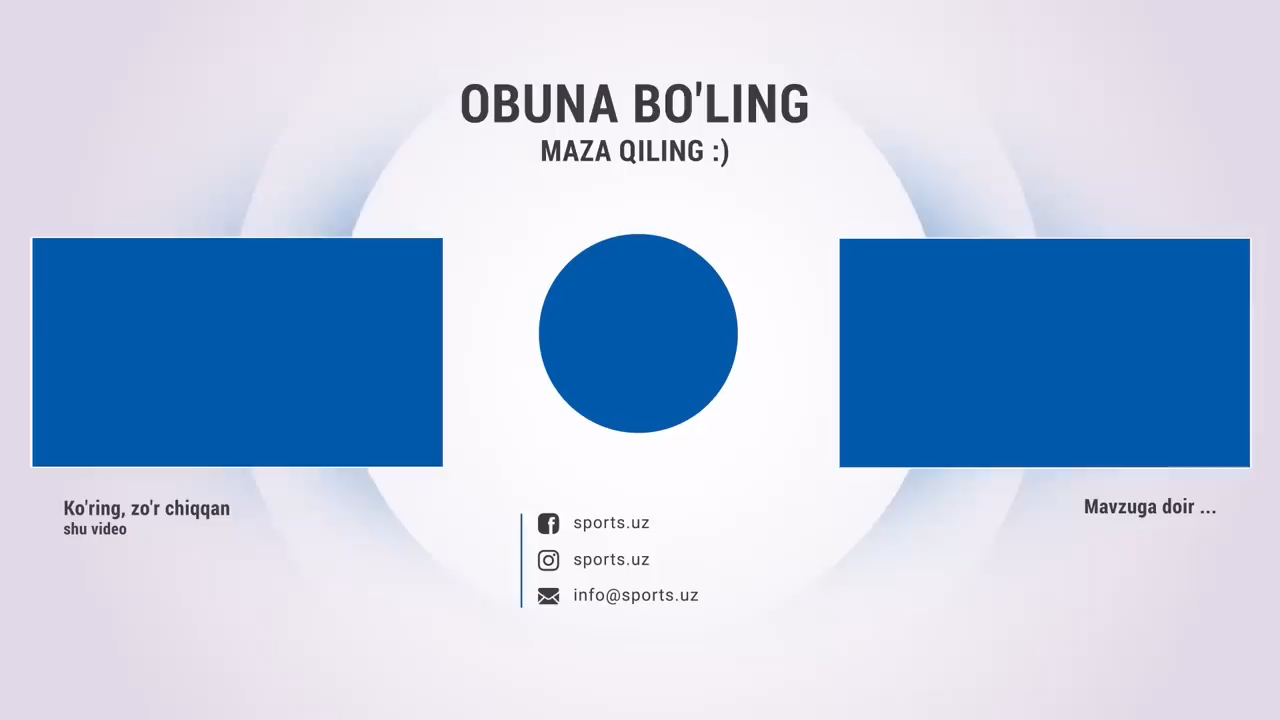 OBUNA BO'LING
MAZA QILING :)
Ko'ring, zo'r chiqqan
shu video
Mavzuga doir ...
sports.uz
sports.uz
info@sports.uz